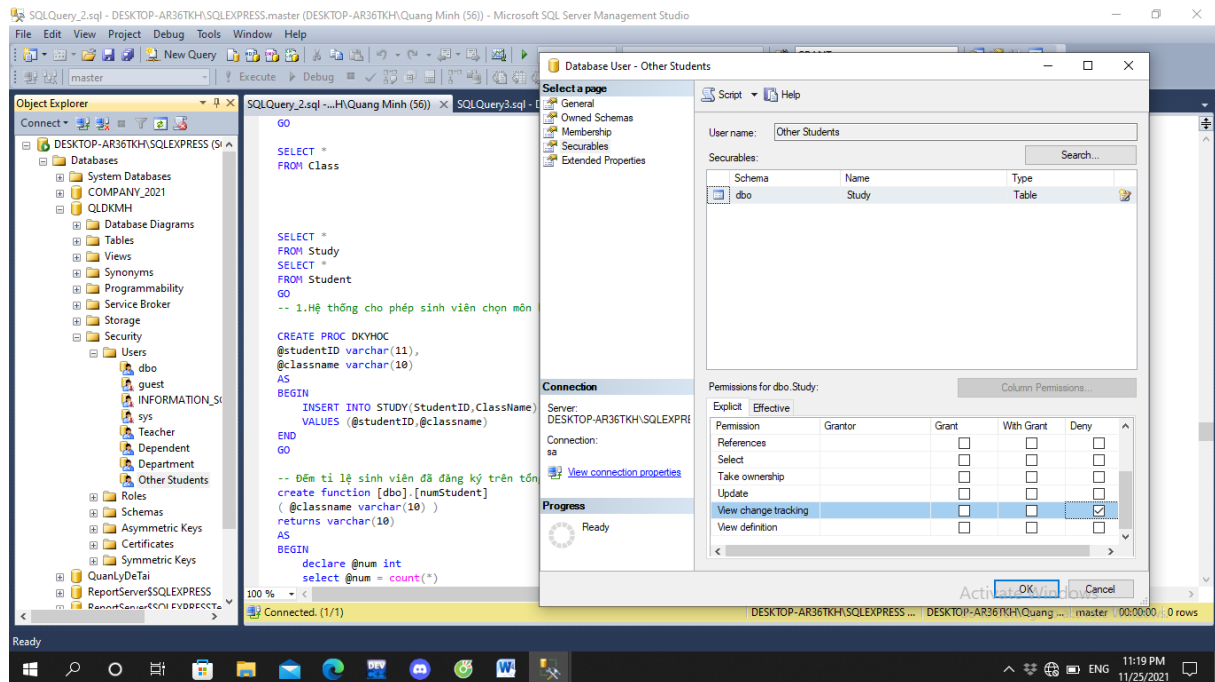 SQLQuery_2.sql - DESKTOP-AR36TKH\SQLEXPRESS.master (DESKTOP-AR36TKH\Quang Minh (56)) - Microsoft SQL Server Management Studio
File Edit View Project Debug Tools Window Help
New Query
master
Execute Debug
Object Explorer
Connect
DESKTOP-AR36TKH\SQLEXPRESS (S
Databases
System Databases
COMPANY_2021
QLDKMH
Database Diagrams
Tables
Views
Synonyms
Programmability
Service Broker
Storage
Security
Users
dbo
guest
INFORMATION_S
sys
Teacher
Dependent
Department
Other Students
Roles
Schemas
Asymmetric Keys
Certificates
Symmetric Keys
QuanLyDeTai
ReportServer$SQLEXPRESS
ReportServer$SQLEXPRESSTe
SQLQuery_2.sql -...H\Quang Minh (56)) SQLQuery3.sql - D
GO
SELECT *
FROM Class
SELECT *
FROM Study
SELECT *
FROM Student
GO
-- 1.Hệ thống cho phép sinh viên chọn môn
CREATE PROC DKYHOC
@studentID varchar(11),
@classname varchar(10)
AS
BEGIN
INSERT INTO STUDY(StudentID,ClassName)
VALUES (@studentID,@classname)
END
GO
-- Đếm tỉ lệ sinh viên đã đăng ký trên tổng
create function [dbo].[numStudent]
( @classname varchar(10) )
returns varchar(10)
AS
BEGIN
declare @num int
select @num = count(*)
100 %
Connected. (1/1)
DESKTOP-AR36TKH\SQLEXPRESS ... DESKTOP-AR36TKH\Quang ... master 00:00:00 0 rows
Database User - Other Students
Select a page
General
Owned Schemas
Membership
Securables
Extended Properties
Connection
Server:
DESKTOP-AR36TKH\SQLEXPRE
Connection:
sa
View connection properties
Progress
Ready
Script Help
User name: Other Students
Securables: Search...
Schema Name Type
dbo Study Table
Permissions for dbo.Study: Column Permissions...
Explicit Effective
Permission Grantor Grant With Grant Deny
References
Select
Take ownership
Update
View change tracking
View definition
OK Cancel
Activate Windows
Ready
DEV
ENG
11:19 PM
11/25/2021